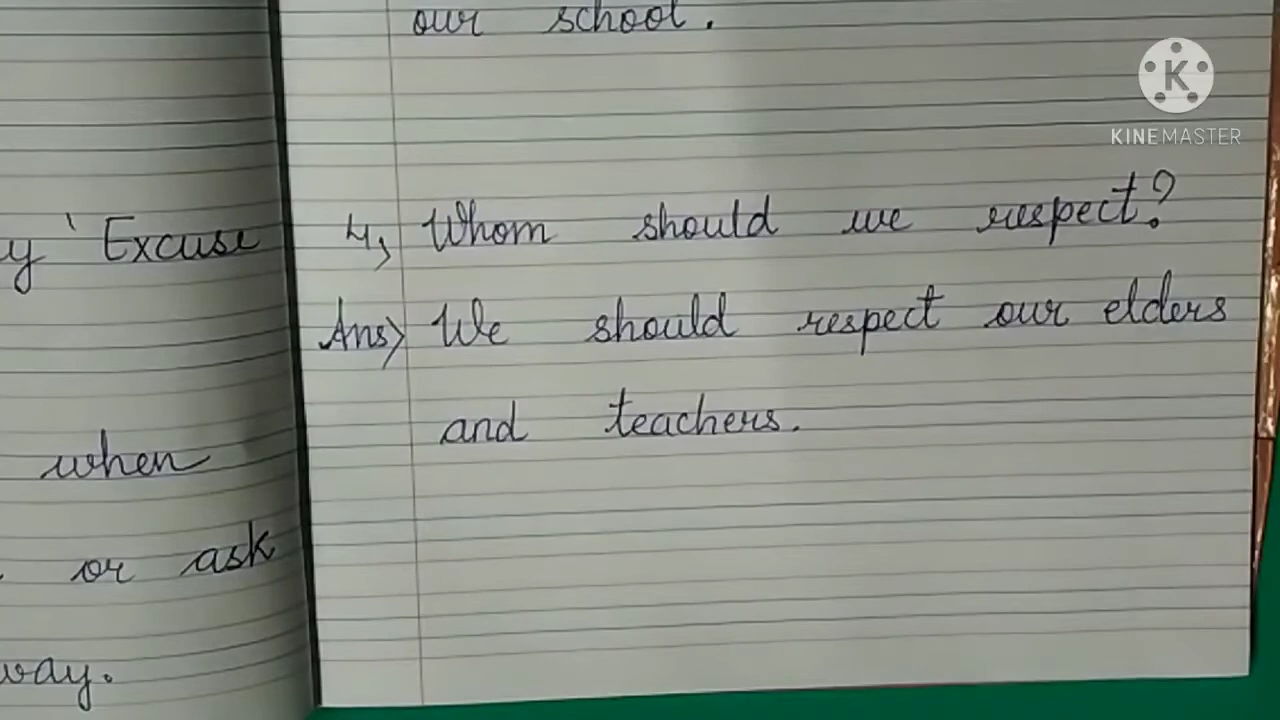 y ' Excuse
when
or ask
way.
our school.
4, Whom should we respect?
Ans) We should respect our elders
and teachers.
K
KINEMASTER